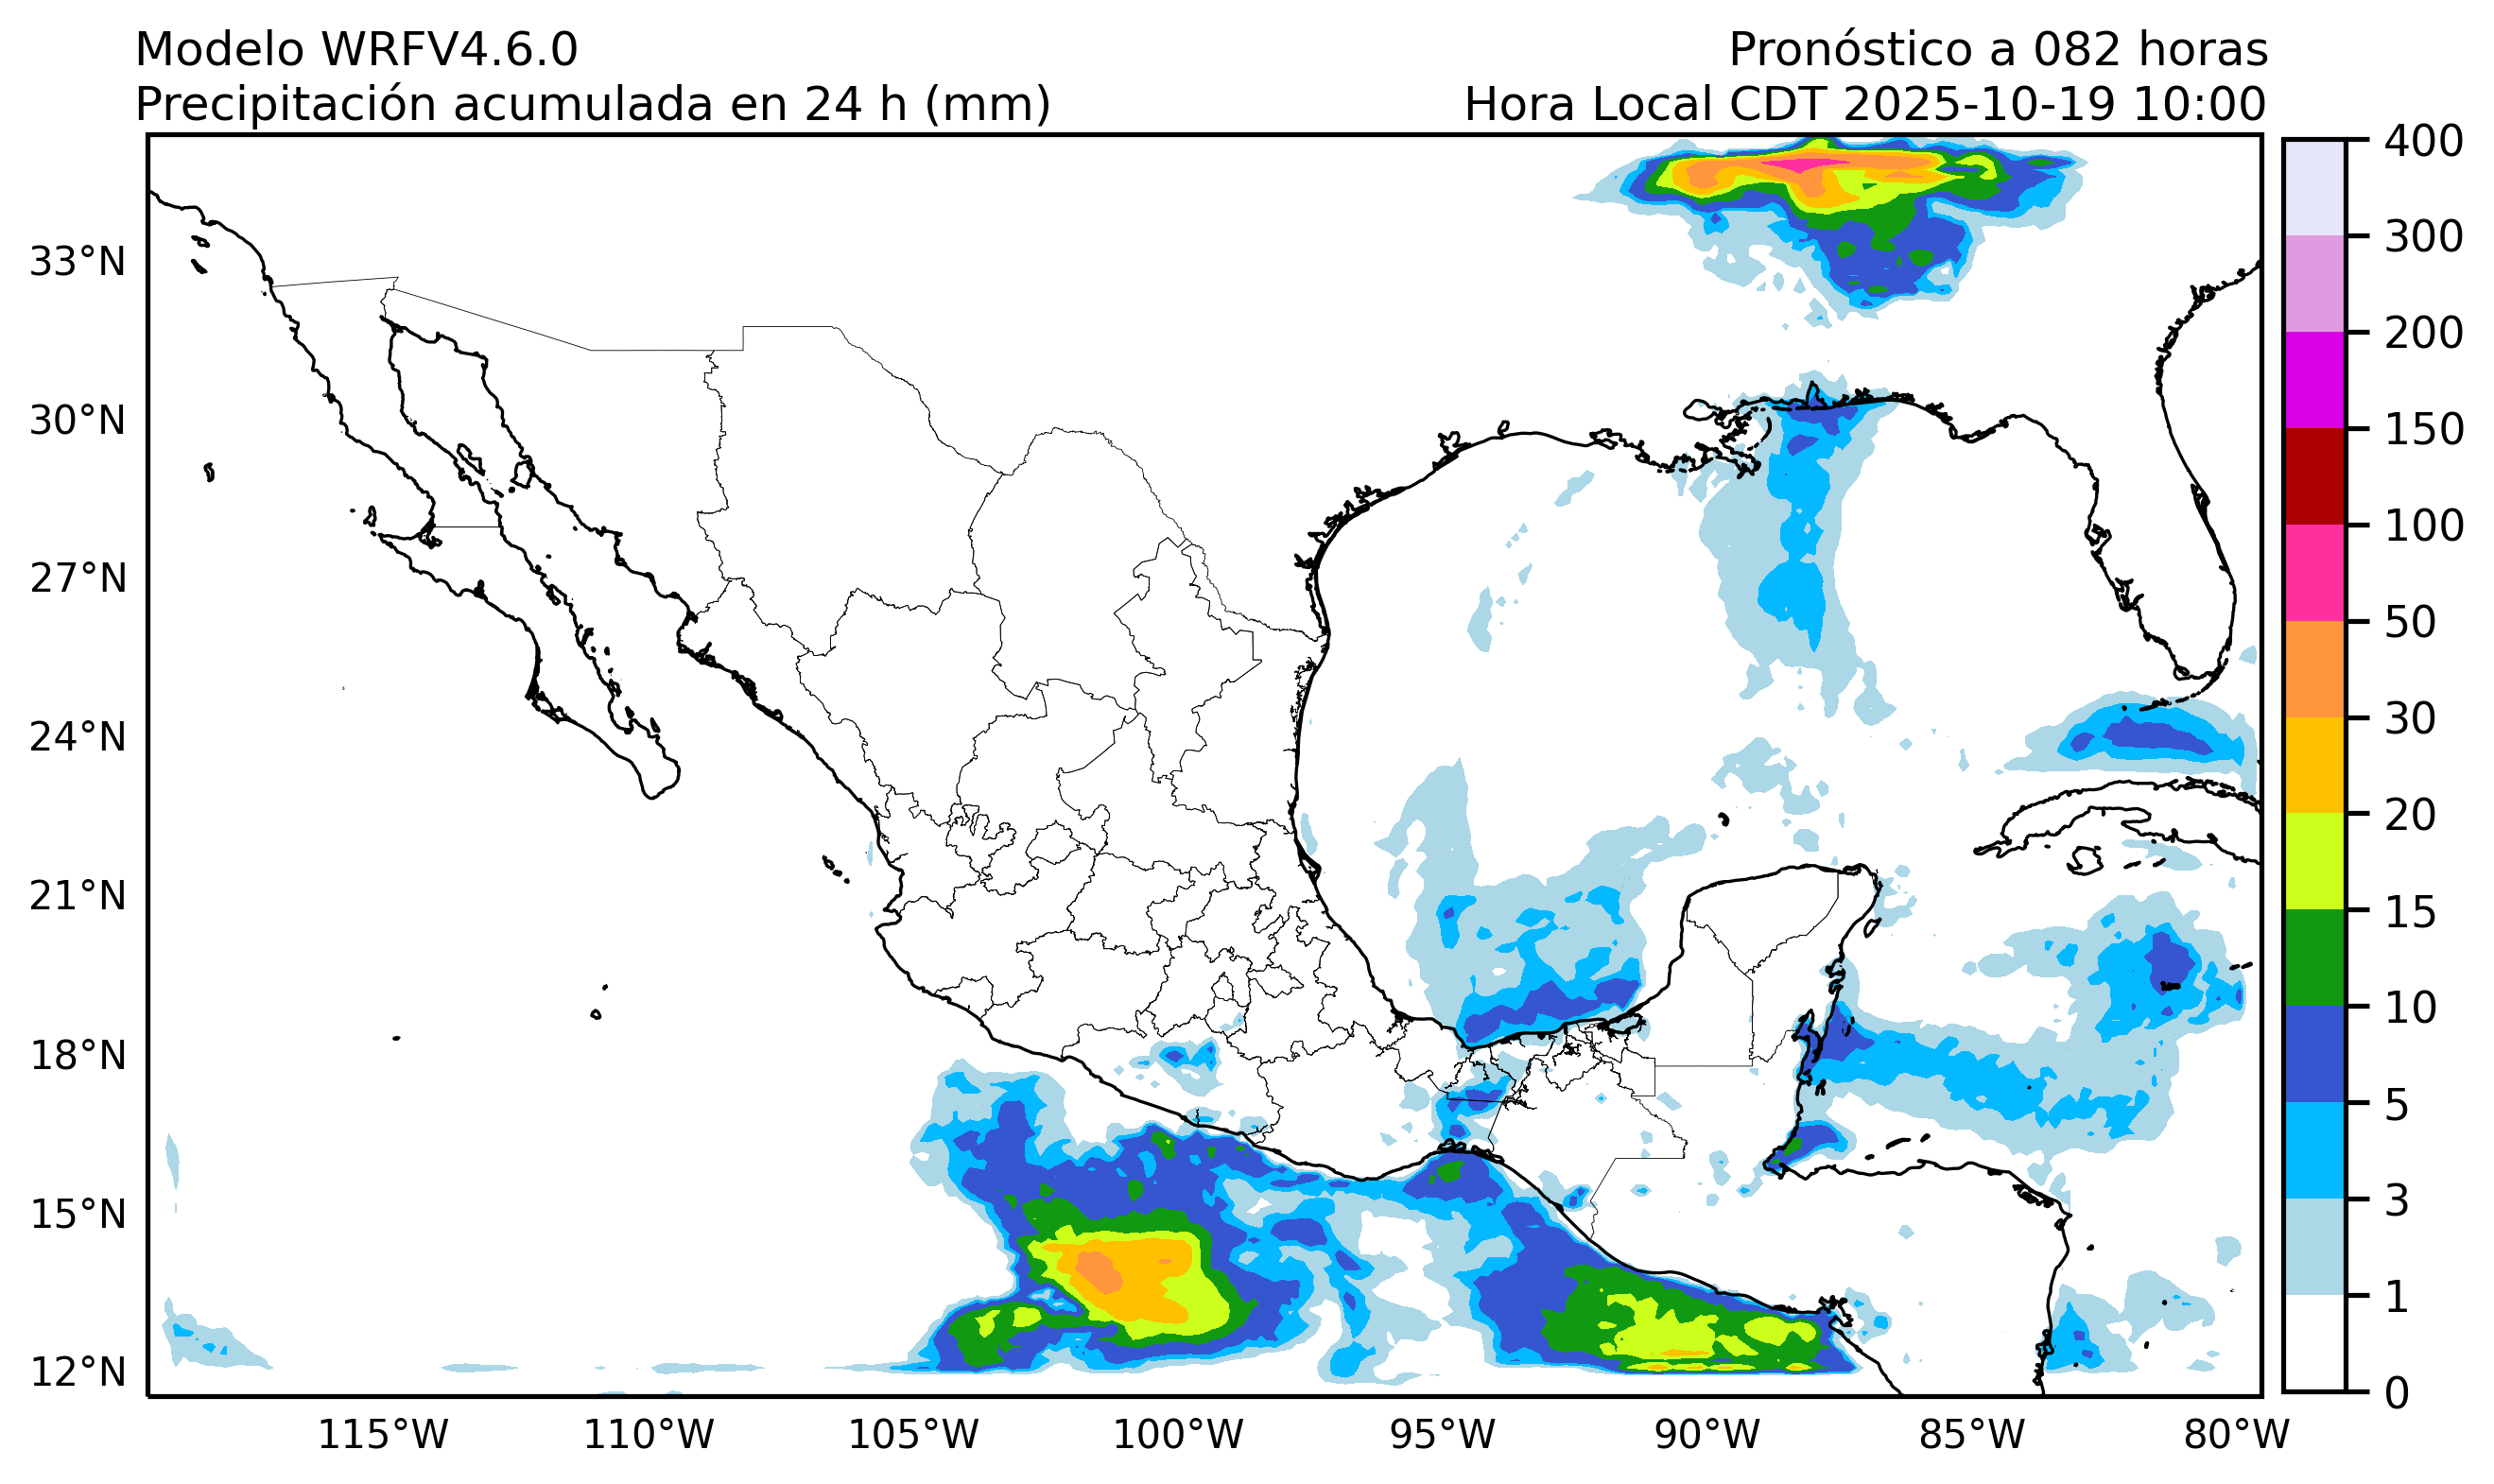 Modelo WRFV4.6.0
Pronóstico a 082 horas
Precipitación acumulada en 24 h (mm)
Hora Local CDT 2025-10-19 10:00
33°N
30°N
27°N
24°N
21°N
18°N
15°N
12°N
115°W
110°W
105°W
100°W
95°W
90°W
85°W
80°W
400
300
200
150
100
50
30
20
15
10
5
3
1
0